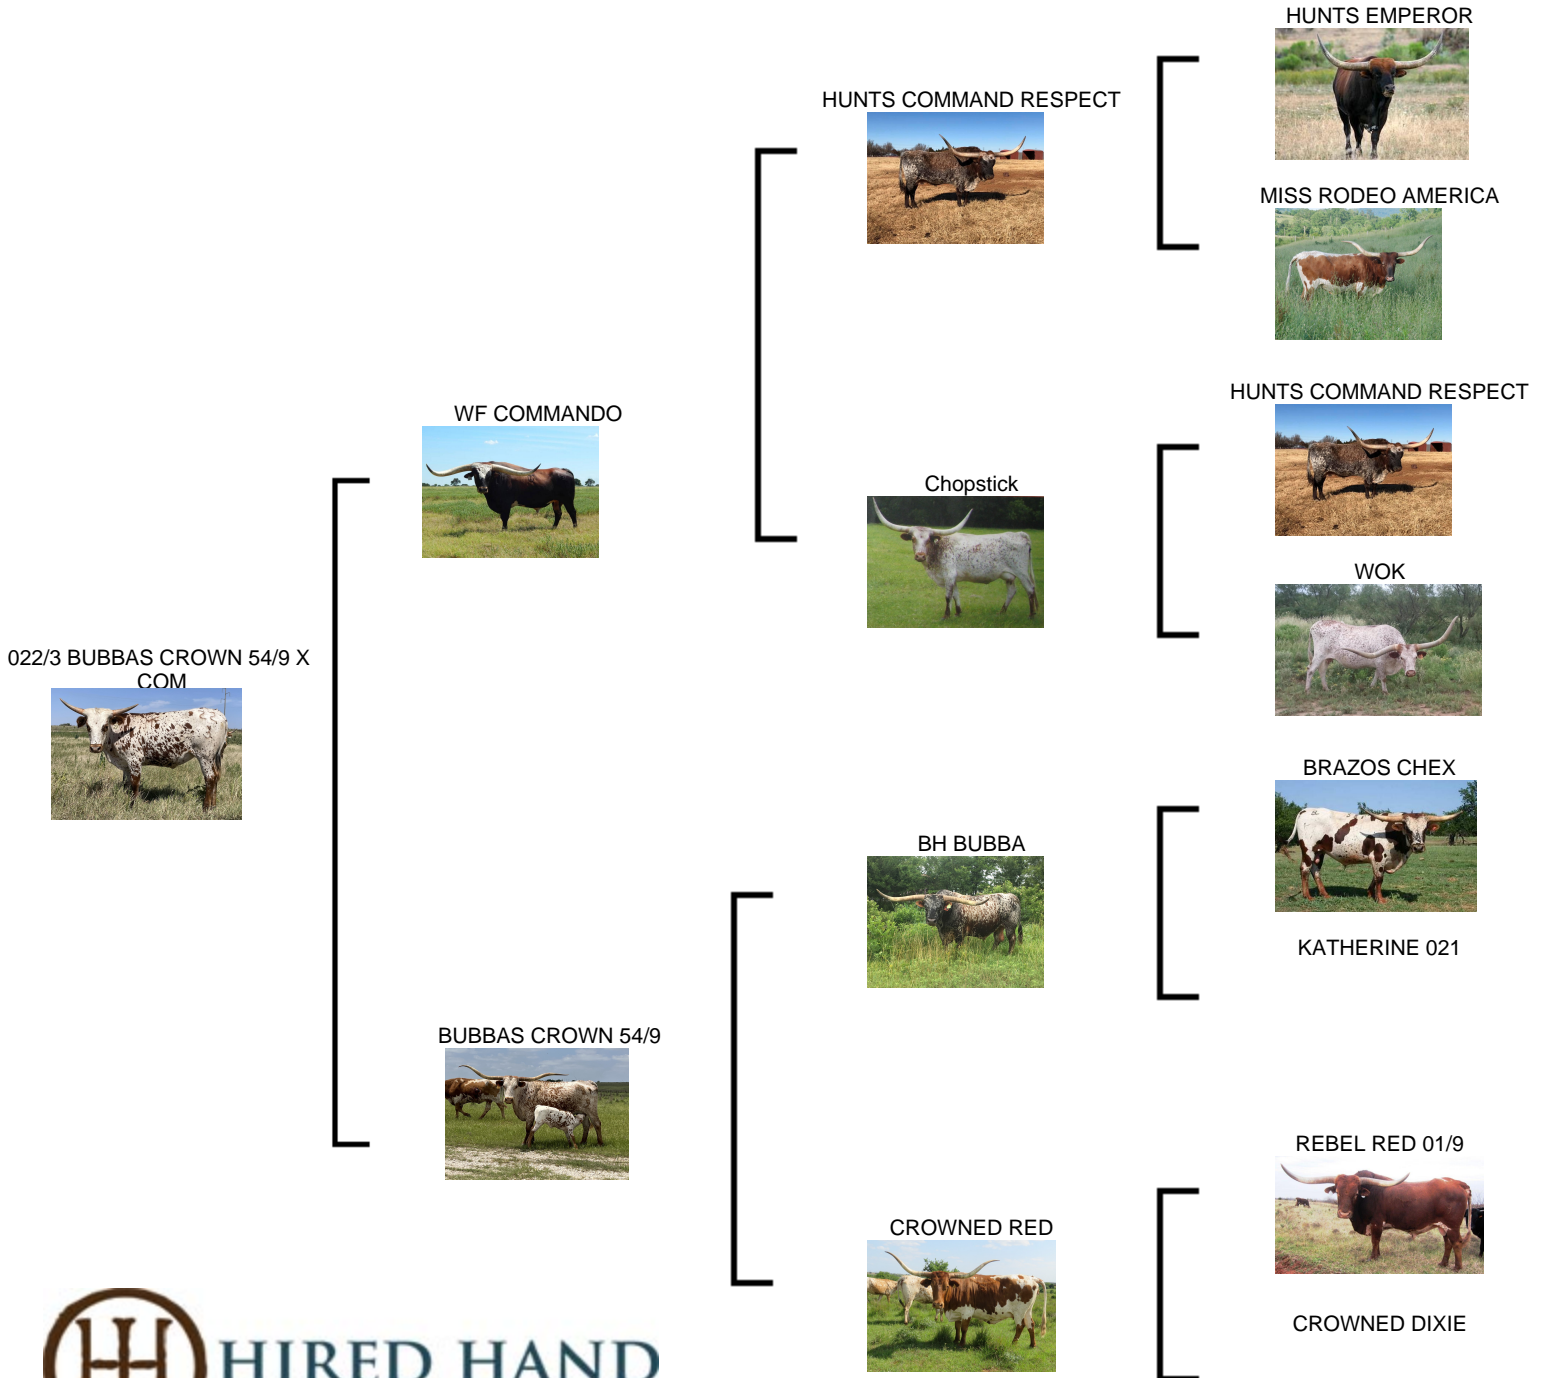 HUNTS EMPEROR
HUNTS COMMAND RESPECT
MISS RODEO AMERICA
HUNTS COMMAND RESPECT
WF COMMANDO
Chopstick
WOK
022/3 BUBBAS CROWN 54/9 X
COM
BRAZOS CHEX
BH BUBBA
KATHERINE 021
BUBBAS CROWN 54/9
REBEL RED 01/9
CROWNED RED
CROWNED DIXIE
HIRED HAND